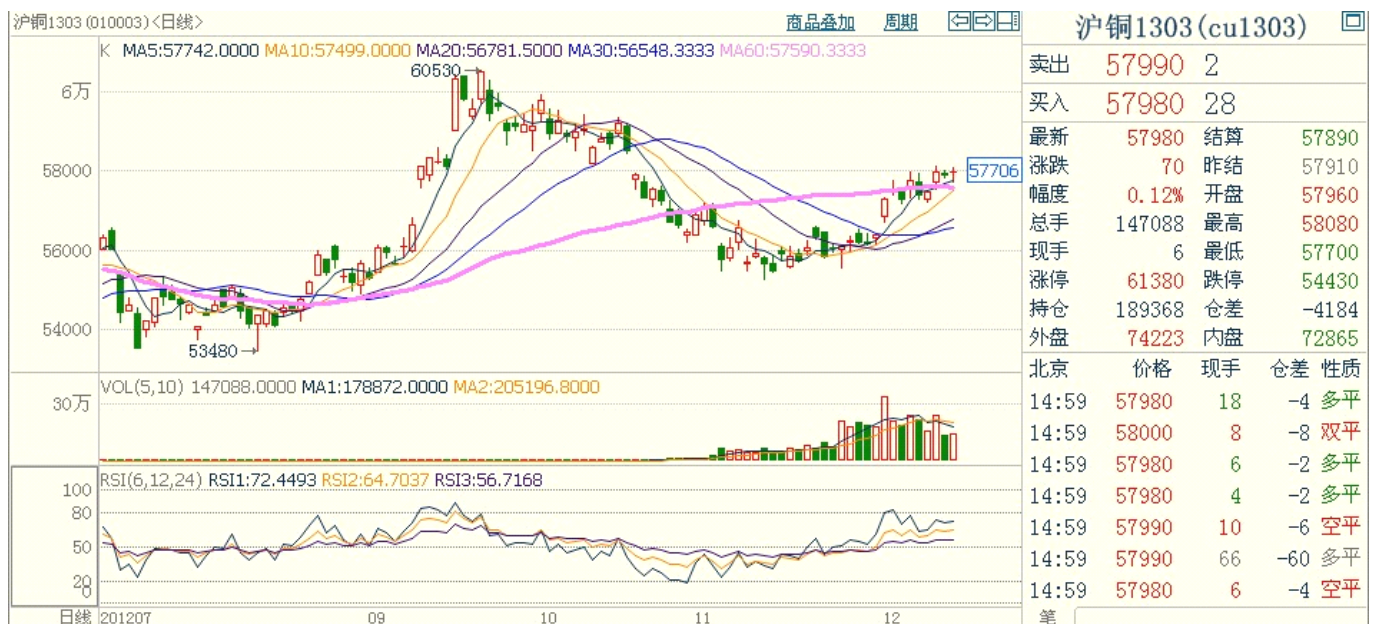 沪铜1303(010003)<日线> 商品叠加 周期
K MA5:57742.0000 MA10:57499.0000 MA20:56781.5000 MA30:56548.3333 MA60:57590.3333
60530
6万
58000
57706
56000
54000
53480
VOL(5,10) 147088.0000 MA1:178872.0000 MA2:205196.8000
30万
RSI(6,12,24) RSI1:72.4493 RSI2:64.7037 RSI3:56.7168
100
80
50
20
0
日线 201207 09 10 11 12
沪铜1303(cu1303)
卖出 57990 2
买入 57980 28
最新 57980 结算 57890
涨跌 70 昨结 57910
幅度 0.12% 开盘 57960
总手 147088 最高 58080
现手 6 最低 57700
涨停 61380 跌停 54430
持仓 189368 仓差 -4184
外盘 74223 内盘 72865
北京 价格 现手 仓差 性质
14:59 57980 18 -4 多平
14:59 58000 8 -8 双平
14:59 57980 6 -2 多平
14:59 57980 4 -2 多平
14:59 57990 10 -6 空平
14:59 57990 66 -60 多平
14:59 57980 6 -4 空平
笔